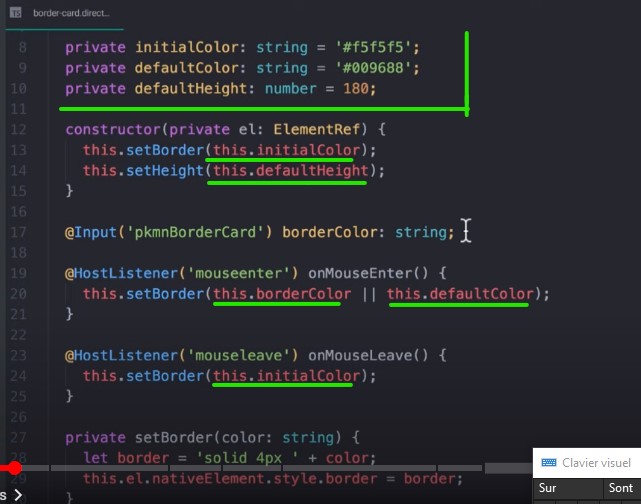 TS border-card.direct...
8 private initialColor: string = '#f5f5f5';
9 private defaultColor: string = '#009688';
10 private defaultHeight: number = 180;
11
12 constructor(private el: ElementRef) {
13 this.setBorder(this.initialColor);
14 this.setHeight(this.defaultHeight);
15 }
16
17 @Input('pkmnBorderCard') borderColor: string;
18
19 @HostListener('mouseenter') onMouseEnter() {
20 this.setBorder(this.borderColor || this.defaultColor);
21 }
22
23 @HostListener('mouseleave') onMouseLeave() {
24 this.setBorder(this.initialColor);
25 }
26
27 private setBorder(color: string) {
28 let border = 'solid 4px ' + color;
29 this.el.nativeElement.style.border = border;
s >
Clavier visuel
Sur Sont